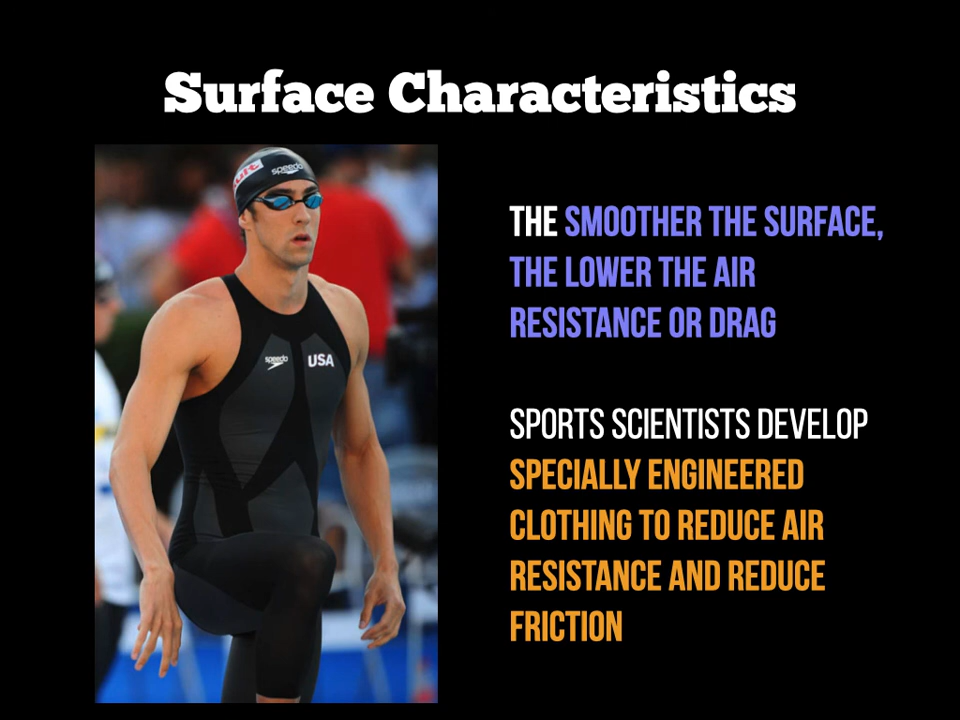 Surface Characteristics
THE SMOOTHER THE SURFACE,
THE LOWER THE AIR
RESISTANCE OR DRAG
SPORTS SCIENTISTS DEVELOP
SPECIALLY ENGINEERED
CLOTHING TO REDUCE AIR
RESISTANCE AND REDUCE
FRICTION
speedo
speedo
USA